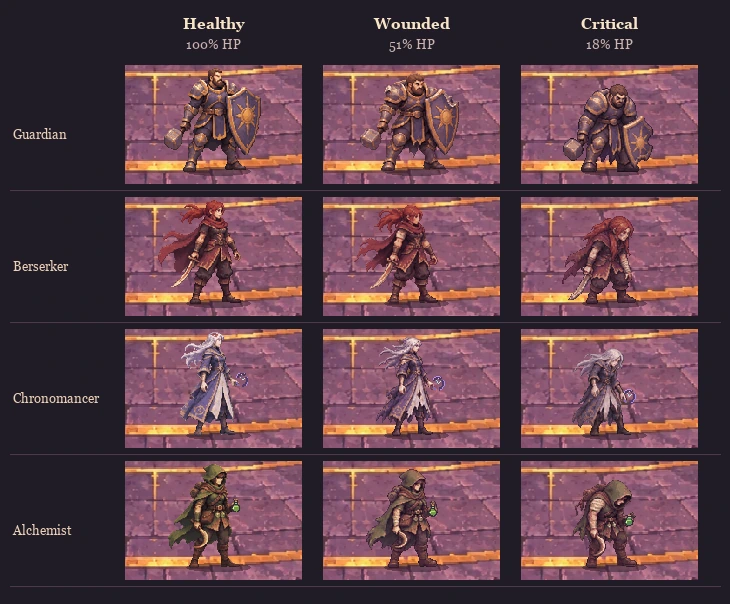 Healthy
Wounded
Critical
100% HP
51% HP
18% HP
Guardian
Berserker
Chronomancer
Alchemist